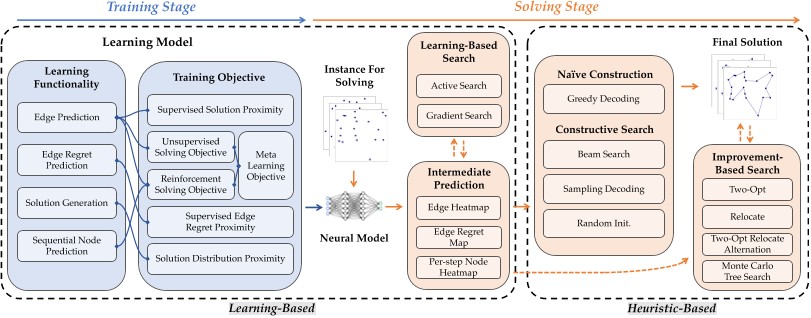 Training Stage
Solving Stage
Learning Model
Learning
Functionality
Edge Prediction
Edge Regret
Prediction
Solution Generation
Sequential Node
Prediction
Training Objective
Supervised Solution Proximity
Unsupervised
Solving Objective
Reinforcement
Solving Objective
Meta
Learning
Objective
Supervised Edge
Regret Proximity
Solution Distribution Proximity
Instance For
Solving
Neural Model
Learning-Based
Search
Active Search
Gradient Search
Intermediate
Prediction
Edge Heatmap
Edge Regret
Map
Per-step Node
Heatmap
Learning-Based
Naïve Construction
Greedy Decoding
Constructive Search
Beam Search
Sampling Decoding
Random Init.
Final Solution
Improvement-
Based Search
Two-Opt
Relocate
Two-Opt Relocate
Alternation
Monte Carlo
Tree Search
Heuristic-Based